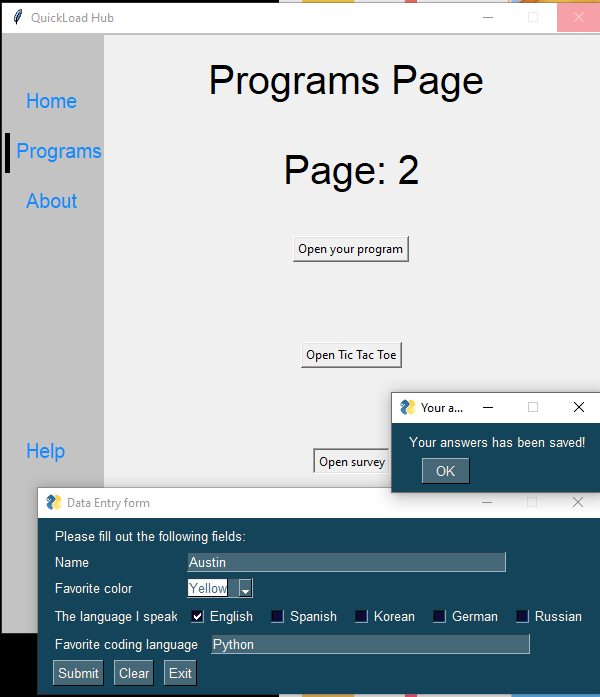 QuickLoad Hub
Home
Programs
About
Help
Programs Page
Page: 2
Open your program
Open Tic Tac Toe
Open survey
Your a...
Your answers has been saved!
OK
Data Entry form
Please fill out the following fields:
Name Austin
Favorite color Yellow
The language I speak English Spanish Korean German Russian
Favorite coding language Python
Submit Clear Exit